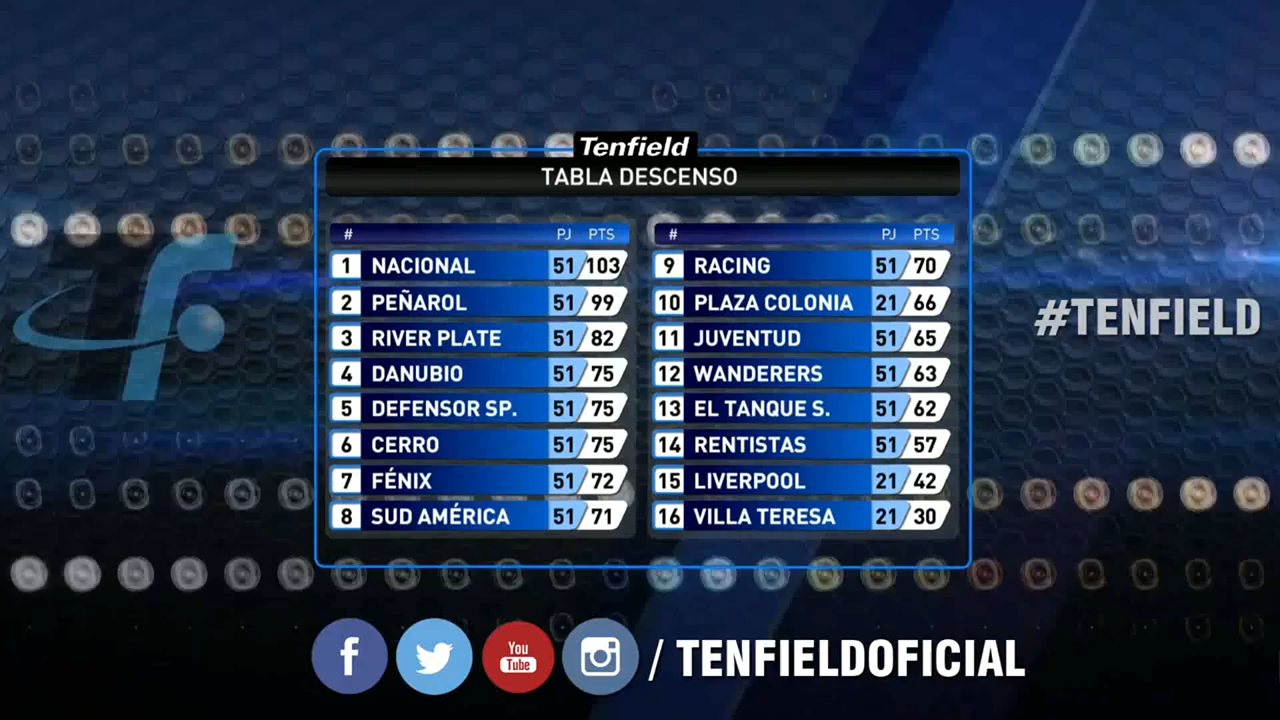 Tenfield
TABLA DESCENSO
# PJ PTS
1 NACIONAL 51 103
2 PEÑAROL 51 99
3 RIVER PLATE 51 82
4 DANUBIO 51 75
5 DEFENSOR SP. 51 75
6 CERRO 51 75
7 FÉNIX 51 72
8 SUD AMÉRICA 51 71
# PJ PTS
9 RACING 51 70
10 PLAZA COLONIA 21 66
11 JUVENTUD 51 65
12 WANDERERS 51 63
13 EL TANQUE S. 51 62
14 RENTISTAS 51 57
15 LIVERPOOL 21 42
16 VILLA TERESA 21 30
#TENFIELD
f You Tube / TENFIELDOFICIAL